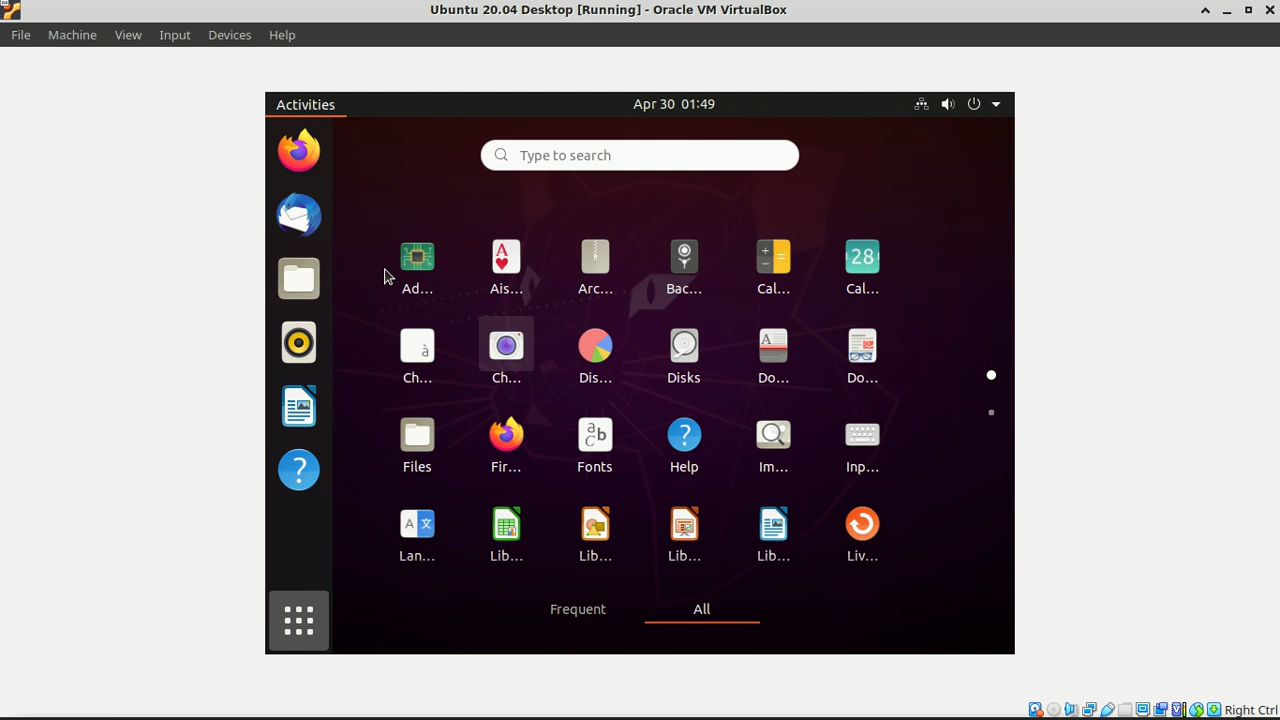 Ubuntu 20.04 Desktop [Running] - Oracle VM VirtualBox
File Machine View Input Devices Help
Activities Apr 30 01:49
Type to search
Ad... Ais... Arc... Bac... Cal... Cal...
28
Ch... Ch... Dis... Disks Do... Do...
Files Fir... Fonts Help Im... Inp...
Lan... Lib... Lib... Lib... Lib... Liv...
Frequent All
Right Ctrl